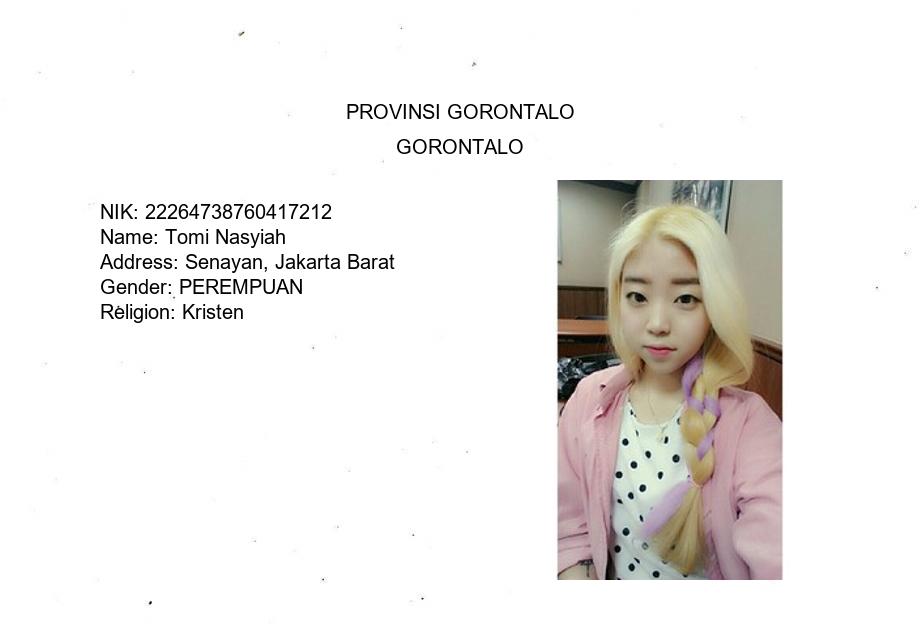 PROVINSI GORONTALO
GORONTALO
NIK: 22264738760417212
Name: Tomi Nasyiah
Address: Senayan, Jakarta Barat
Gender: PEREMPUAN
Religion: Kristen